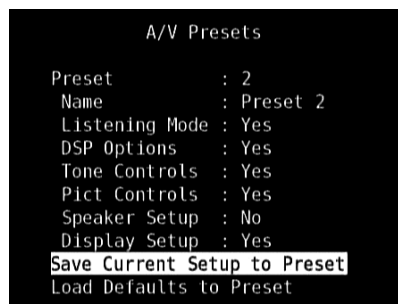 A/V Presets
Preset : 2
Name : Preset 2
Listening Mode : Yes
DSP Options : Yes
Tone Controls : Yes
Pict Controls : Yes
Speaker Setup : No
Display Setup : Yes
Save Current Setup to Preset
Load Defaults to Preset